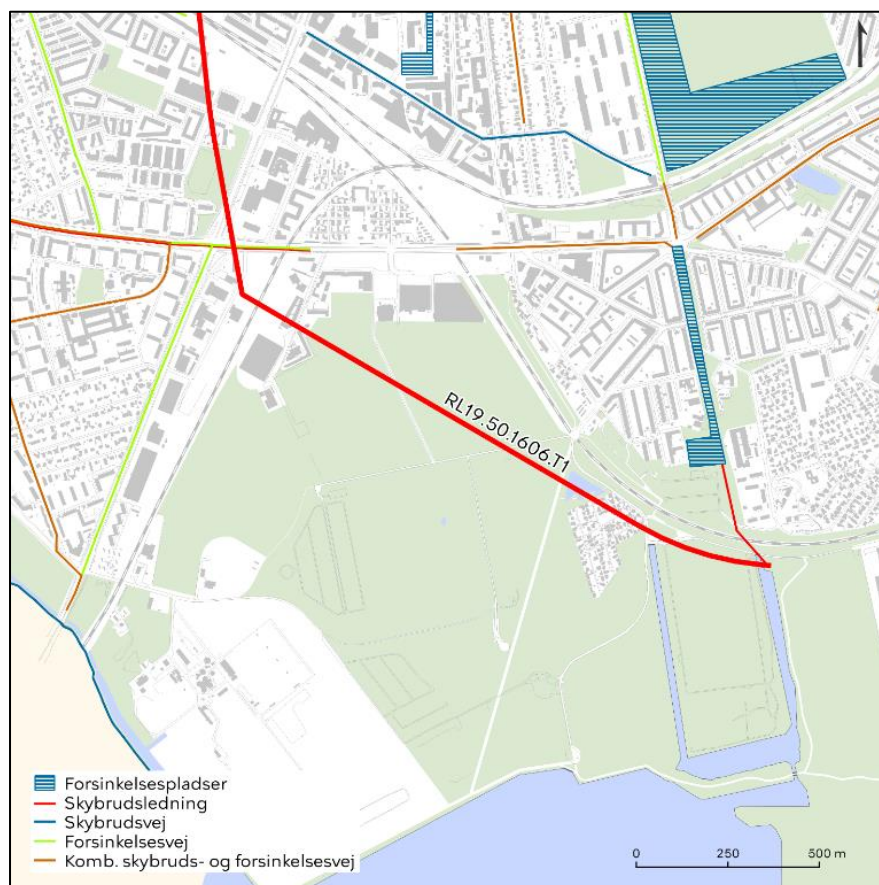 RL19.50.1606.T1
Forsinkelsespladser
Skybrudsledning
Skybrudsvej
Forsinkelsesvej
Komb. skybruds- og forsinkelsesvej
0 250 500 m